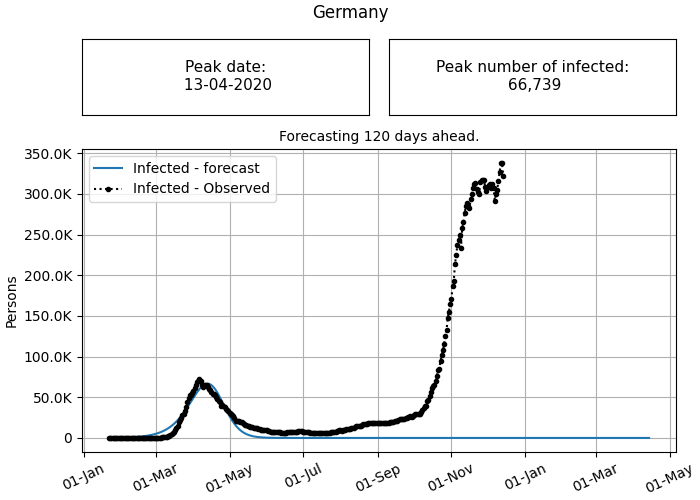 Germany
Peak date:
13-04-2020
Peak number of infected:
66,739
Forecasting 120 days ahead.
Infected - forecast
Infected - Observed
350.0K
300.0K
250.0K
200.0K
150.0K
100.0K
50.0K
0
Persons
01-Jan
01-Mar
01-May
01-Jul
01-Sep
01-Nov
01-Jan
01-Mar
01-May